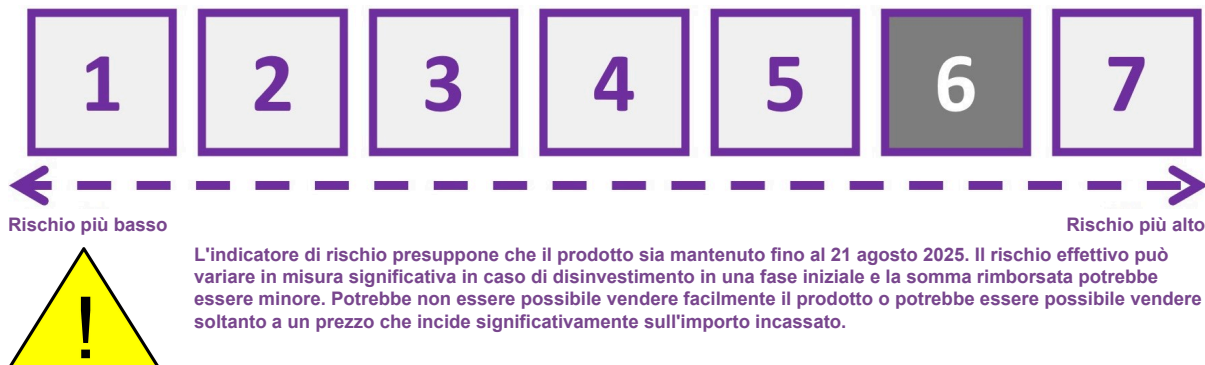 1 2 3 4 5 6 7
Rischio più basso Rischio più alto
L'indicatore di rischio presuppone che il prodotto sia mantenuto fino al 21 agosto 2025. Il rischio effettivo può
variare in misura significativa in caso di disinvestimento in una fase iniziale e la somma rimborsata potrebbe
essere minore. Potrebbe non essere possibile vendere facilmente il prodotto o potrebbe essere possibile vendere
soltanto a un prezzo che incide significativamente sull'importo incassato.
!